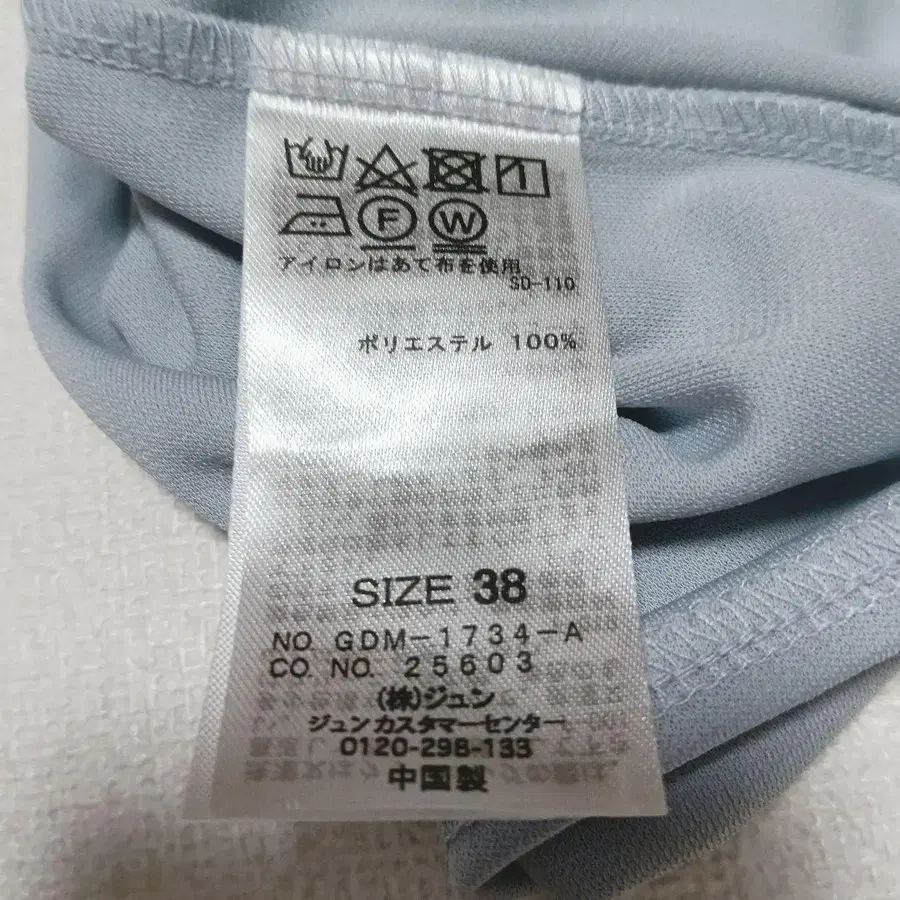 F W
アイロンはあて布を使用
SD-110
ポリエステル 100%
SIZE 38
NO. GDM-1734-A
CO. NO. 25603
(株)ジュン
ジュンカスタマーセンター
0120-298-133
中国製